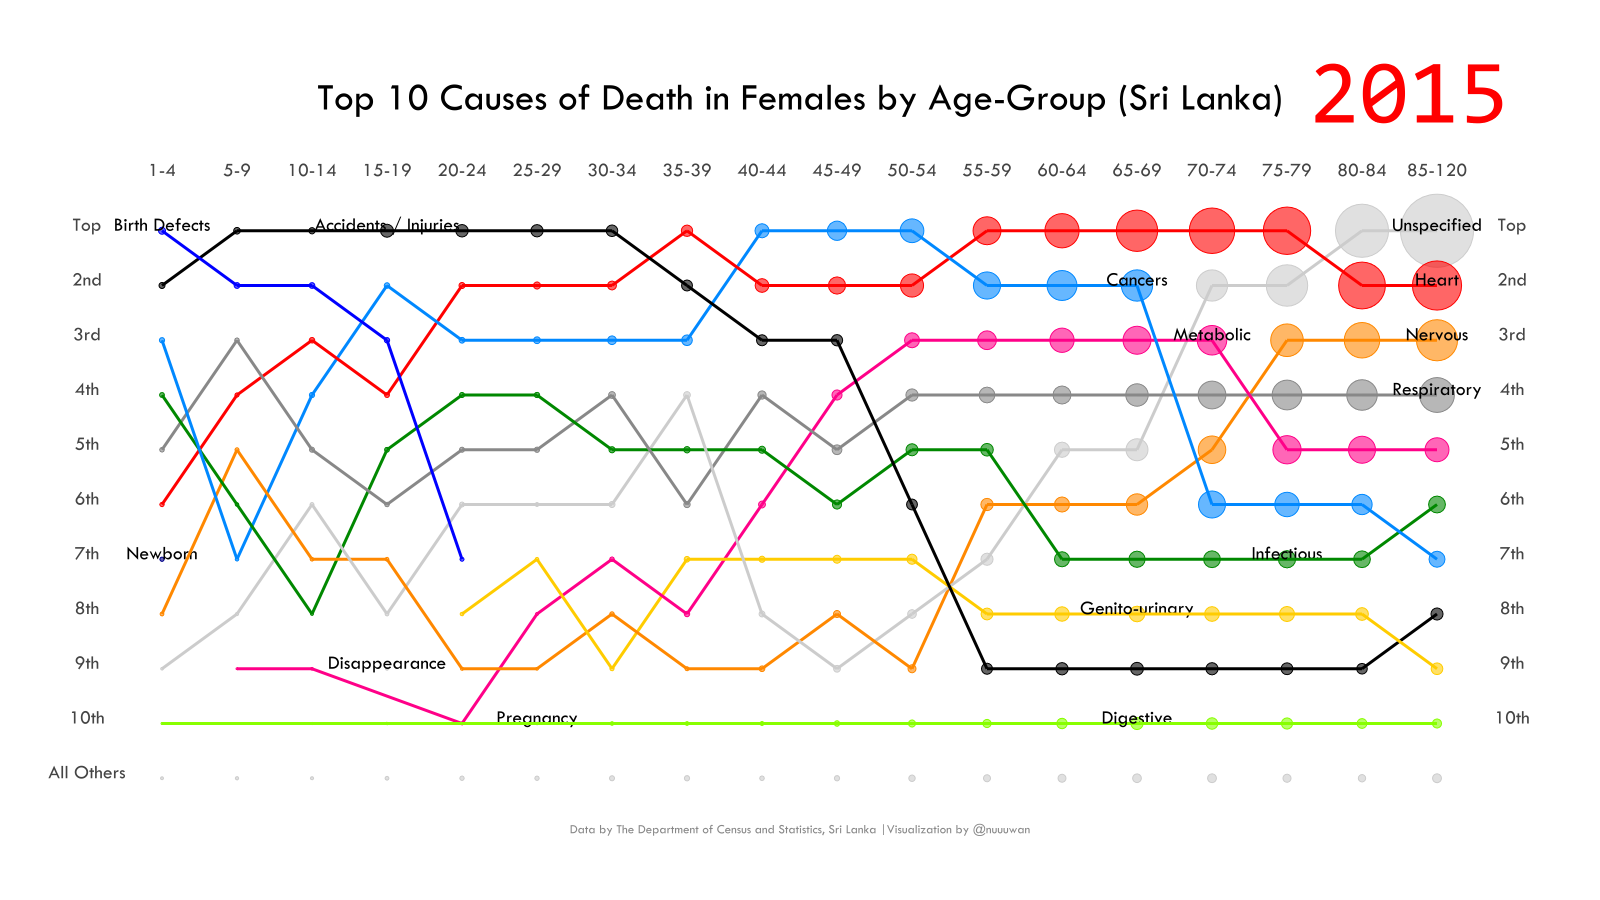 Top 10 Causes of Death in Females by Age-Group (Sri Lanka) 2015
1-4 5-9 10-14 15-19 20-24 25-29 30-34 35-39 40-44 45-49 50-54 55-59 60-64 65-69 70-74 75-79 80-84 85-120
Top Birth Defects Accidents / Injuries Unspecified Top
2nd Cancers Heart 2nd
3rd Metabolic Nervous 3rd
4th Respiratory 4th
5th 5th
6th 6th
7th Newborn Infectious 7th
8th Genito-urinary 8th
9th Disappearance 9th
10th Pregnancy Digestive 10th
All Others
Data by The Department of Census and Statistics, Sri Lanka | Visualization by @nuuuwan